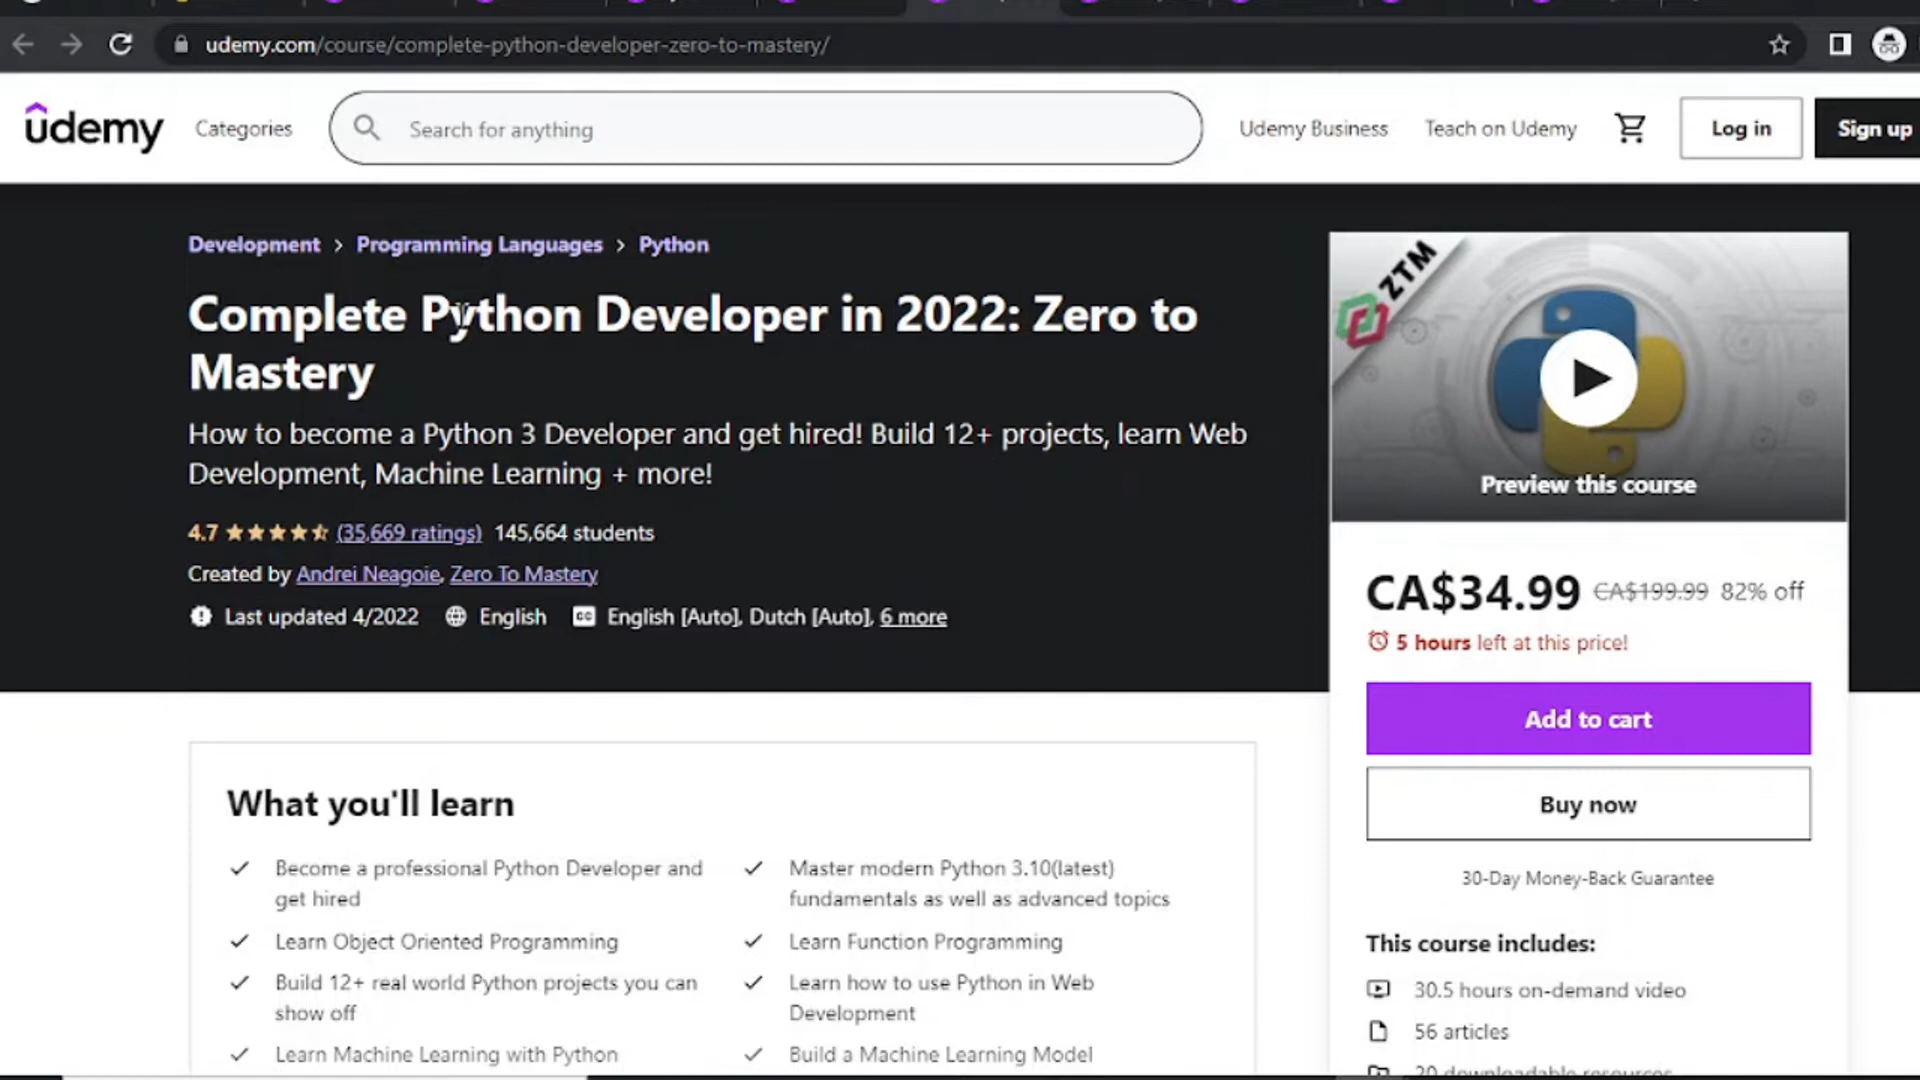 udemy.com/course/complete-python-developer-zero-to-mastery/
udemy
Categories
Search for anything
Udemy Business
Teach on Udemy
Log in
Sign up
Development > Programming Languages > Python
Complete Python Developer in 2022: Zero to
Mastery
How to become a Python 3 Developer and get hired! Build 12+ projects, learn Web
Development, Machine Learning + more!
4.7 (35,669 ratings) 145,664 students
Created by Andrei Neagoie, Zero To Mastery
Last updated 4/2022 English CC English [Auto], Dutch [Auto], 6 more
ZTM
Preview this course
CA$34.99 CA$199.99 82% off
5 hours left at this price!
Add to cart
Buy now
30-Day Money-Back Guarantee
This course includes:
30.5 hours on-demand video
56 articles
20 downloadable resources
What you'll learn
Become a professional Python Developer and
get hired
Master modern Python 3.10(latest)
fundamentals as well as advanced topics
Learn Object Oriented Programming
Learn Function Programming
Build 12+ real world Python projects you can
show off
Learn how to use Python in Web
Development
Learn Machine Learning with Python
Build a Machine Learning Model